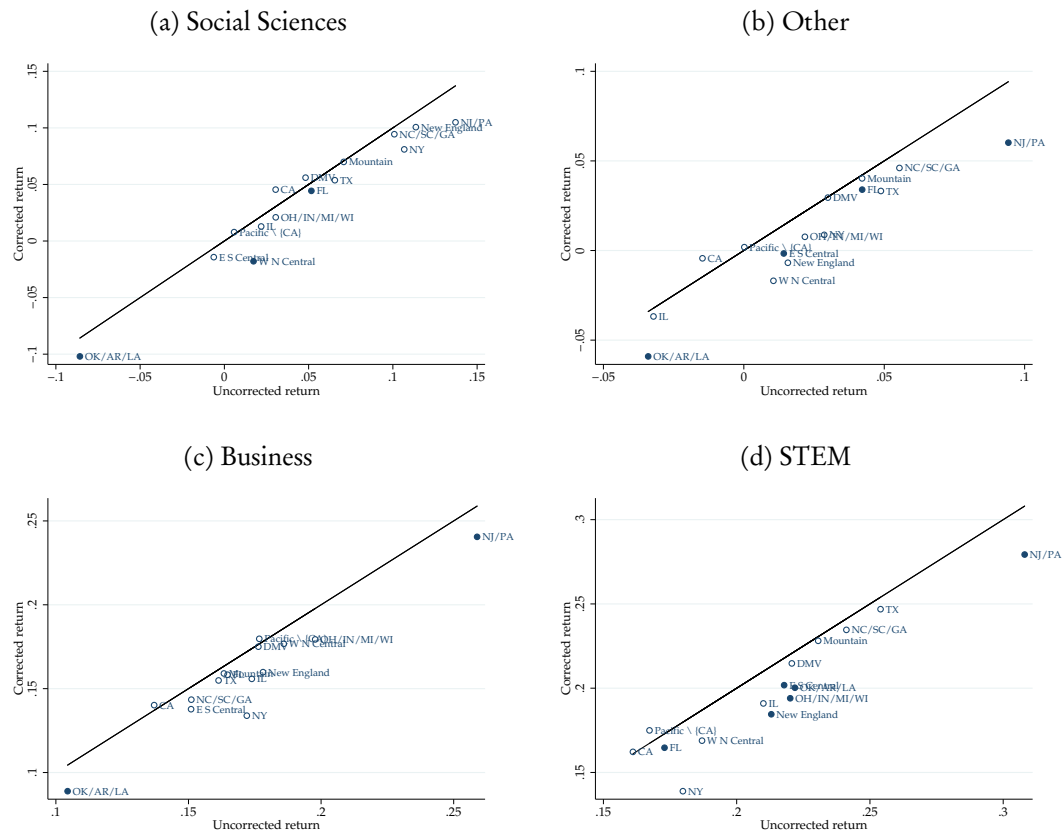 (a) Social Sciences
.15
.1
.05
0
−.05
−.1
Corrected return
NJ/PA
New England
NC/SC/GA
NY
Mountain
DMV
TX
CA
FL
OH/IN/MI/WI
IL
Pacific \ {CA}
E S Central
W N Central
OK/AR/LA
−.1
−.05
0
.05
.1
.15
Uncorrected return
(b) Other
.1
.05
0
−.05
Corrected return
NJ/PA
NC/SC/GA
Mountain
FL
TX
DMV
NY
OH/IN/MI/WI
Pacific \ {CA}
E S Central
CA
New England
W N Central
IL
OK/AR/LA
−.05
0
.05
.1
Uncorrected return
(c) Business
.25
.2
.15
.1
Corrected return
NJ/PA
Pacific \ {CA}
OH/IN/MI/WI
W N Central
DMV
Mountain
FL
New England
TX
IL
NC/SC/GA
CA
E S Central
NY
OK/AR/LA
.1
.15
.2
.25
Uncorrected return
(d) STEM
.3
.25
.2
.15
Corrected return
NJ/PA
TX
NC/SC/GA
Mountain
DMV
E S Central
OK/AR/LA
OH/IN/MI/WI
IL
New England
Pacific \ {CA}
W N Central
FL
CA
NY
.15
.2
.25
.3
Uncorrected return